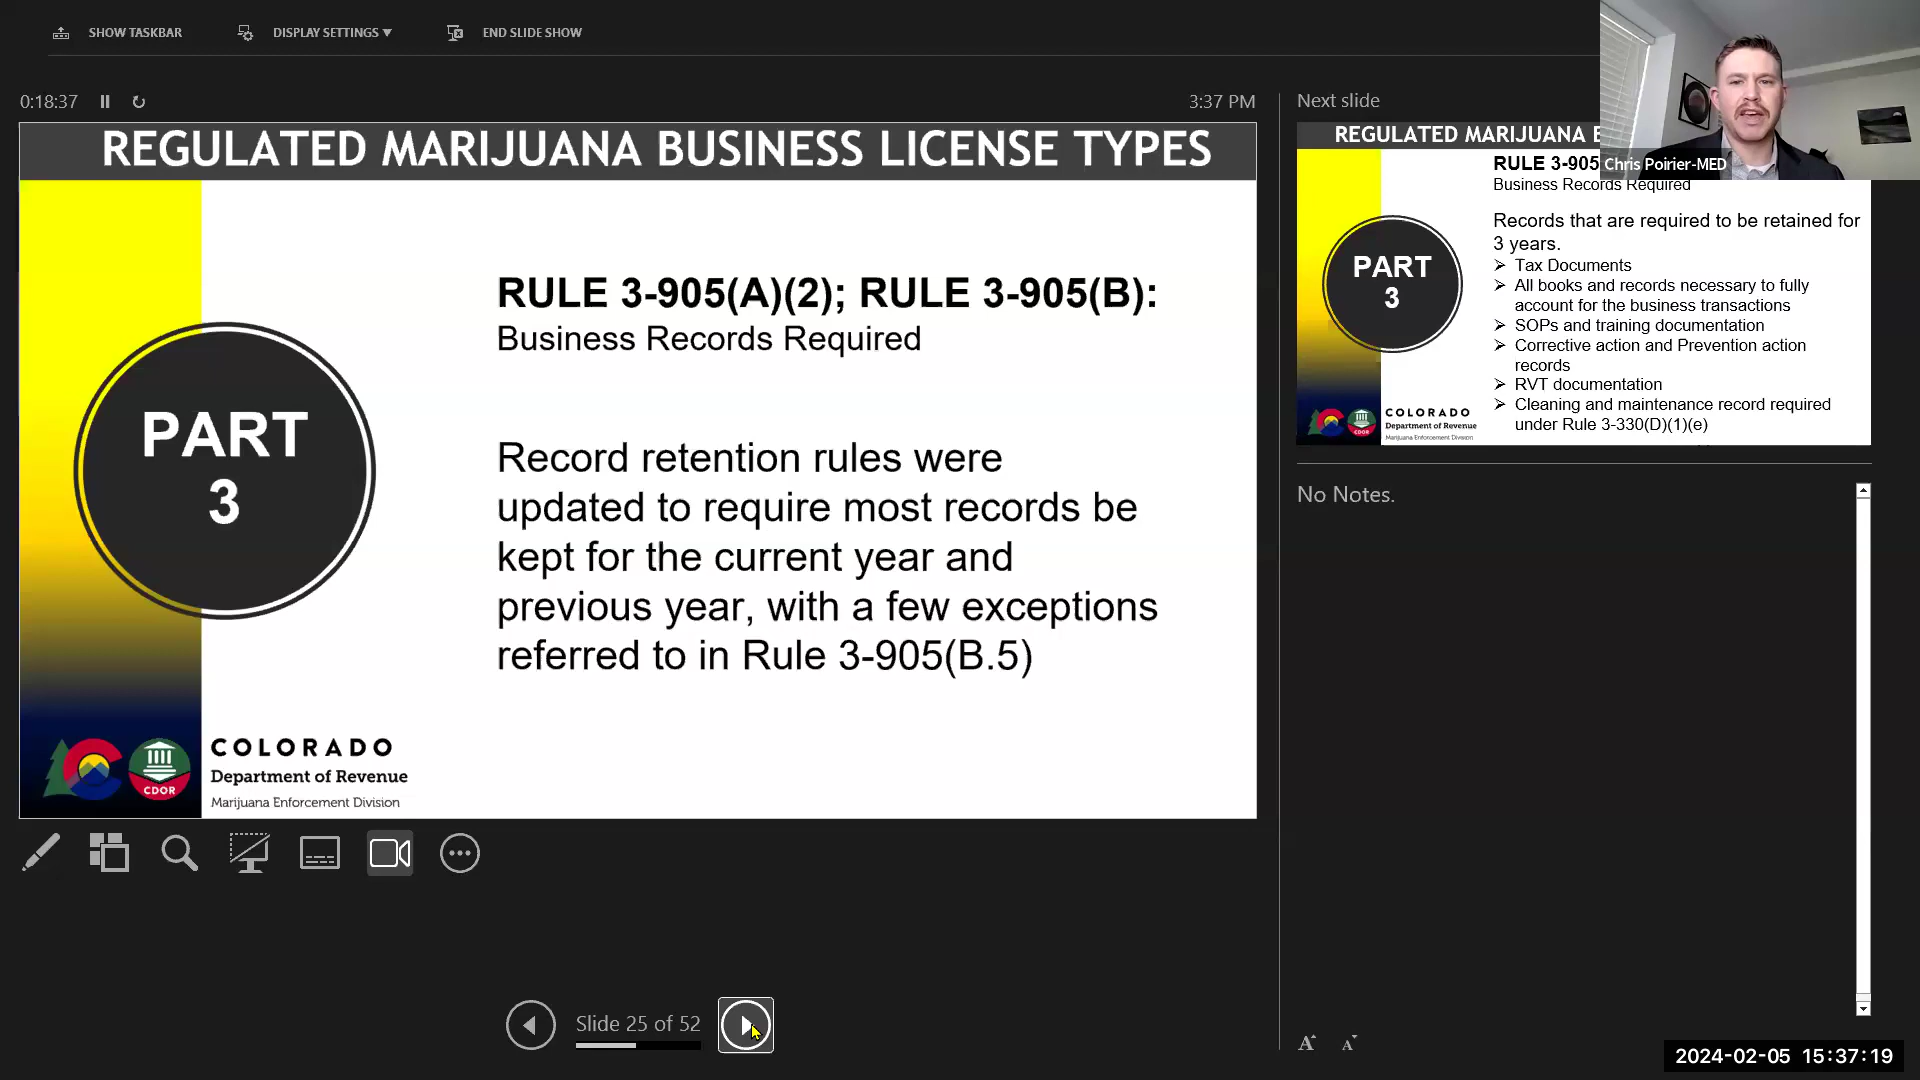 SHOW TASKBAR
DISPLAY SETTINGS
END SLIDE SHOW
0:18:37
3:37 PM
REGULATED MARIJUANA BUSINESS LICENSE TYPES
PART
3
RULE 3-905(A)(2); RULE 3-905(B):
Business Records Required
Record retention rules were
updated to require most records be
kept for the current year and
previous year, with a few exceptions
referred to in Rule 3-905(B.5)
CDOR
COLORADO
Department of Revenue
Marijuana Enforcement Division
Slide 25 of 52
Next slide
REGULATED MARIJUANA
Chris Poirier-MED
PART
3
RULE 3-905
Business Records Required
Records that are required to be retained for
3 years.
➢ Tax Documents
➢ All books and records necessary to fully
account for the business transactions
➢ SOPs and training documentation
➢ Corrective action and Prevention action
records
➢ RVT documentation
➢ Cleaning and maintenance record required
under Rule 3-330(D)(1)(e)
CDOR
COLORADO
Department of Revenue
Marijuana Enforcement Division
No Notes.
A A
2024-02-05 15:37:19